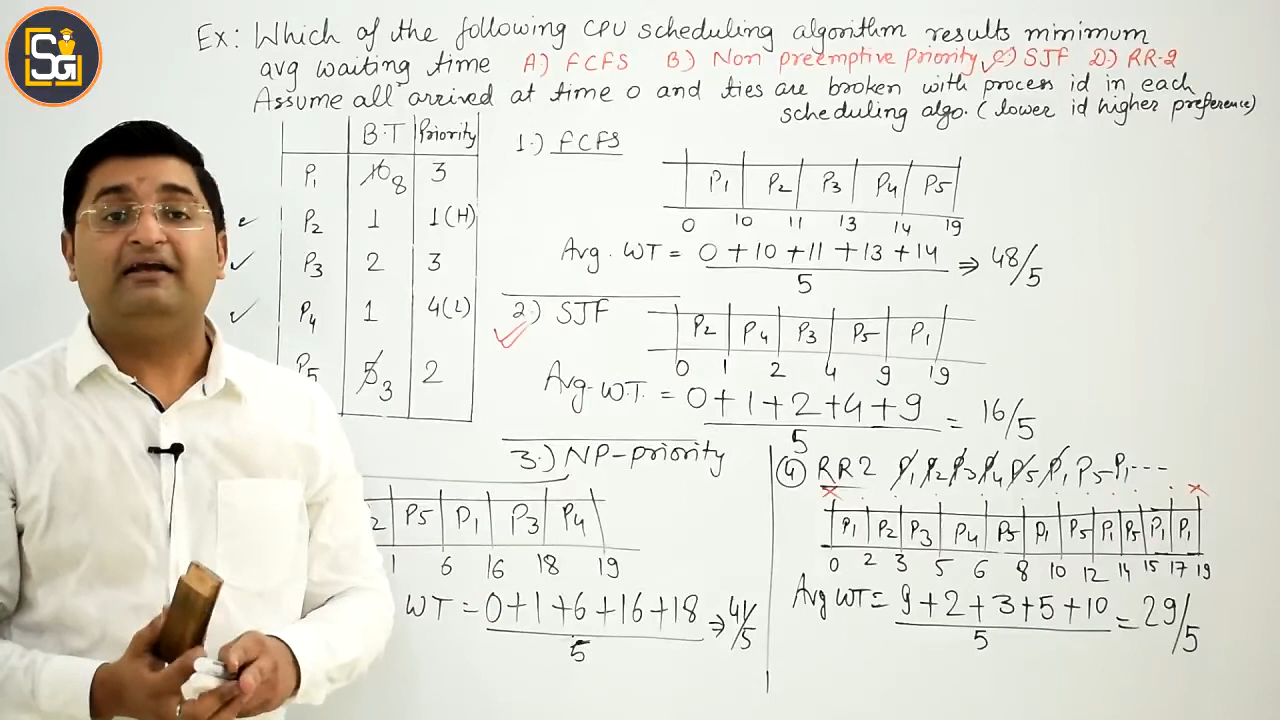 SG
Ex: Which of the following CPU scheduling algorithm results minimum
avg waiting time A) FCFS B) Non preemptive Priority ✓C) SJF D) RR-2
Assume all arrived at time 0 and ties are broken with process id in each
scheduling algo. (lower id higher preference)
B.T Priority
P1 10 8 3
✓ P2 1 1(H)
✓ P3 2 3
✓ P4 1 4(L)
P5 5 3 2
1.) FCFS
P1 P2 P3 P4 P5
0 10 11 13 14 19
Avg. WT = 0+10+11+13+14 ⇒ 48/5
5
2.) SJF
P2 P4 P3 P5 P1
0 1 2 4 9 19
Avg. W.T. = 0+1+2+4+9 = 16/5
5
3.) NP-priority
2 P5 P1 P3 P4
1 6 16 18 19
WT = 0+1+6+16+18 ⇒ 41/5
5
④ RR2 P1 P2 P3 P4 P5 P1 P5 P1 ---
P1 P2 P3 P4 P5 P1 P5 P1 P5 P1 P1
0 2 3 5 6 8 10 12 14 15 17 19
Avg WT = 9+2+3+5+10 = 29/5
5